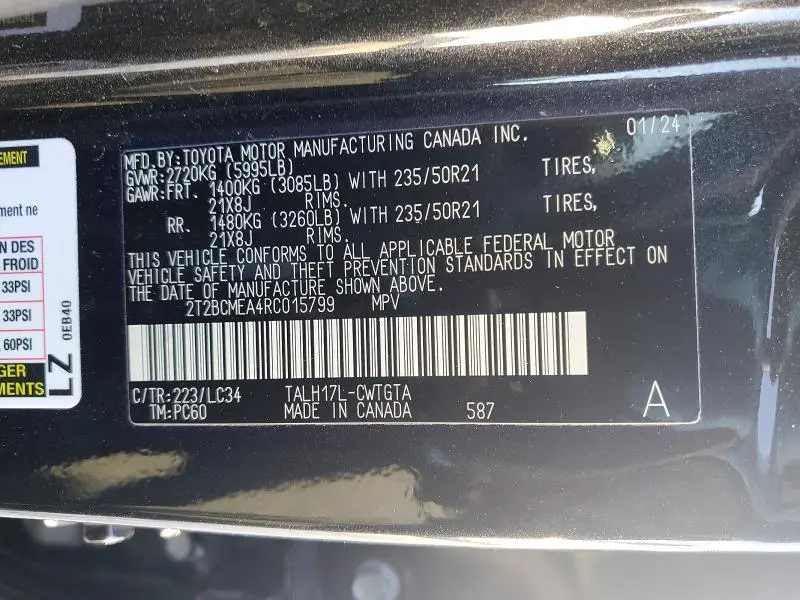 EMENT
ment ne
N DES
FROID
33PSI
33PSI
60PSI
GER
MENTS
LZ
0EB40
01/24
MFD.BY:TOYOTA MOTOR MANUFACTURING CANADA INC.
GVWR:2720KG (5995LB)
GAWR:FRT. 1400KG (3085LB) WITH 235/50R21 TIRES,
21X8J RIMS.
RR. 1480KG (3260LB) WITH 235/50R21 TIRES,
21X8J RIMS.
THIS VEHICLE CONFORMS TO ALL APPLICABLE FEDERAL MOTOR
VEHICLE SAFETY AND THEFT PREVENTION STANDARDS IN EFFECT ON
THE DATE OF MANUFACTURE SHOWN ABOVE.
2T2BCMEA4RC015799 MPV
C/TR:223/LC34 TALH17L-CWTGTA
TM:PC60 MADE IN CANADA 587 A